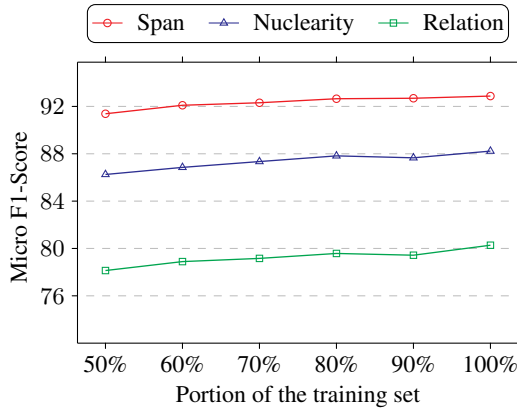 Span Nuclearity Relation
92
88
84
80
76
Micro F1-Score
50% 60% 70% 80% 90% 100%
Portion of the training set